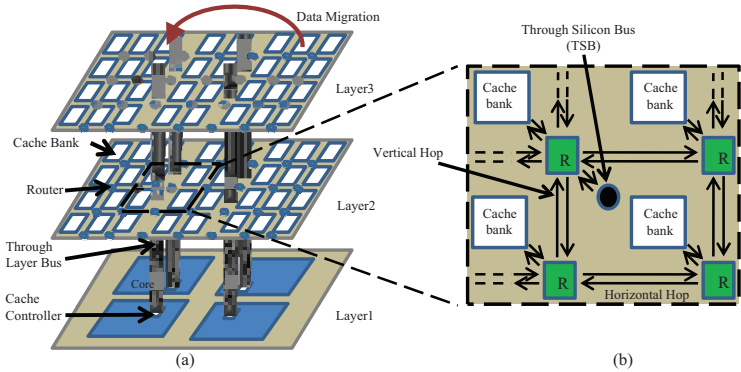 Data Migration
Layer3
Cache Bank
Router
Layer2
Through
Layer Bus
Core
Cache
Controller
Layer1
(a)
Through Silicon Bus
(TSB)
Cache
bank
Cache
bank
Vertical Hop
R
R
Cache
bank
Cache
bank
R
R
Horizontal Hop
(b)